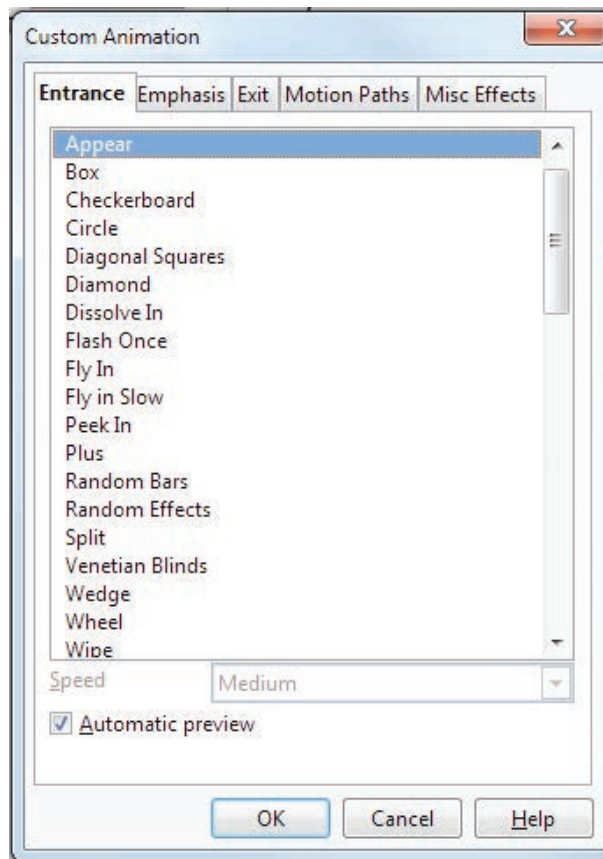 Custom Animation
Entrance Emphasis Exit Motion Paths Misc Effects
Appear
Box
Checkerboard
Circle
Diagonal Squares
Diamond
Dissolve In
Flash Once
Fly In
Fly in Slow
Peek In
Plus
Random Bars
Random Effects
Split
Venetian Blinds
Wedge
Wheel
Wipe
Speed Medium
Automatic preview
OK Cancel Help